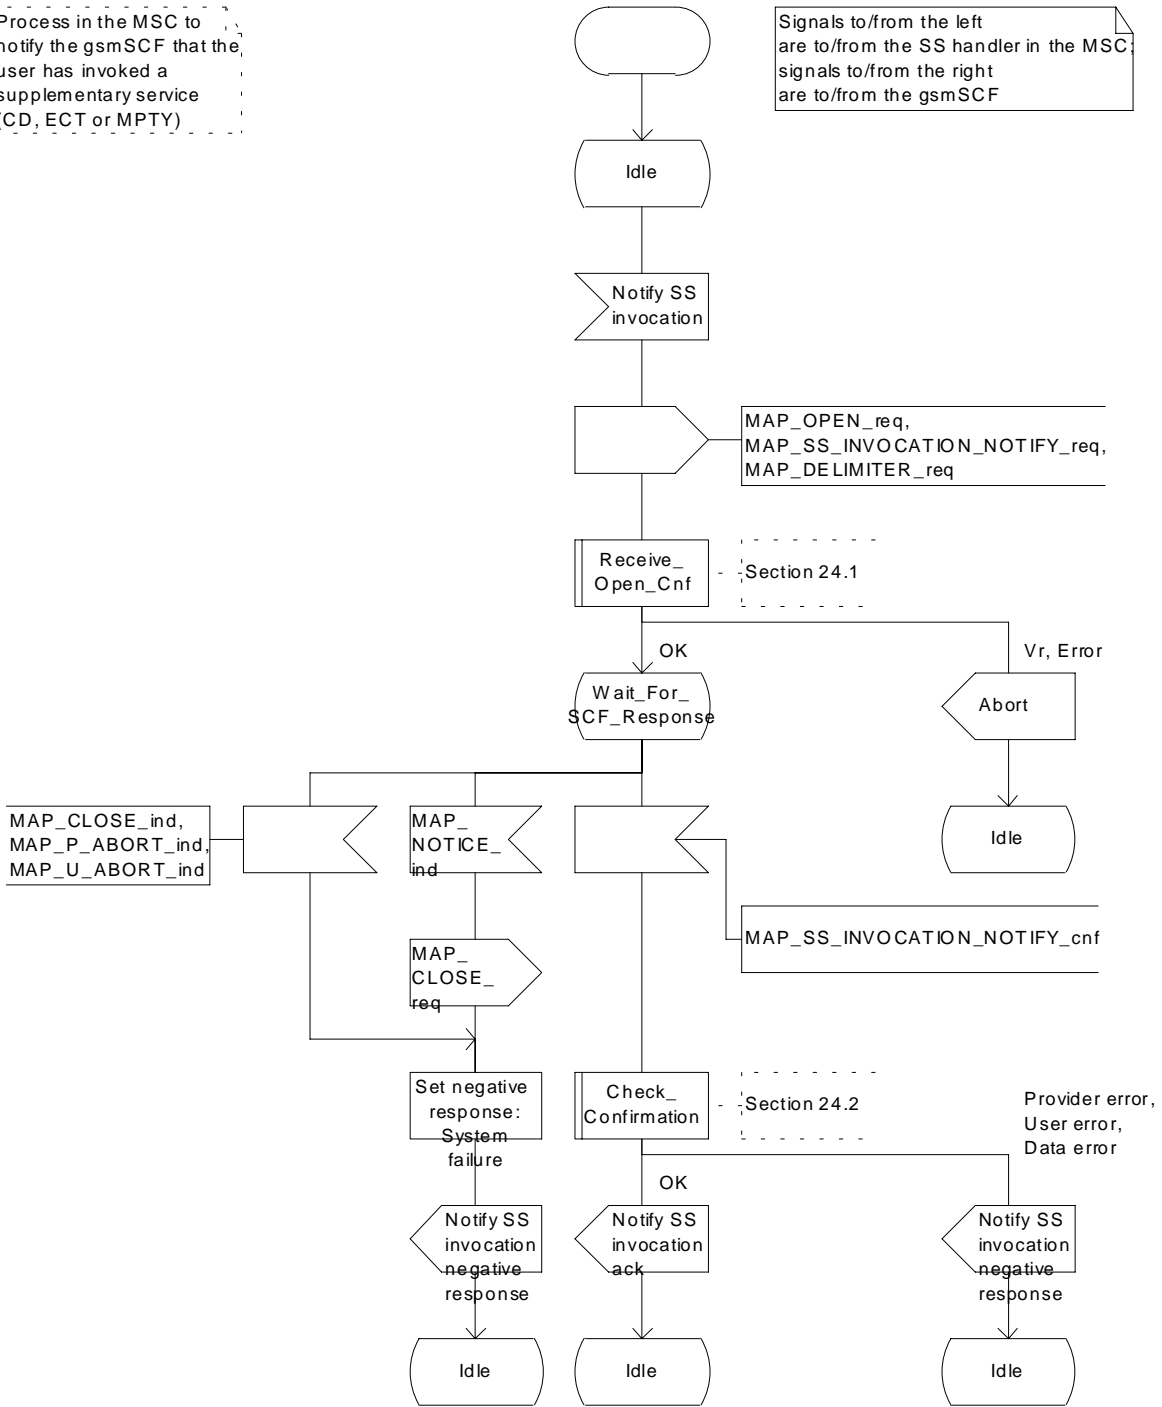 Process in the MSC to
notify the gsmSCF that the
user has invoked a
supplementary service
(CD, ECT or MPTY)
Signals to/from the left
are to/from the SS handler in the MSC;
signals to/from the right
are to/from the gsmSCF
Idle
Notify SS
invocation
MAP_OPEN_req,
MAP_SS_INVOCATION_NOTIFY_req,
MAP_DELIMITER_req
Receive_
Open_Cnf
Section 24.1
OK
Vr, Error
Wait_For_
SCF_Response
Abort
MAP_CLOSE_ind,
MAP_P_ABORT_ind,
MAP_U_ABORT_ind
MAP_
NOTICE_
ind
Idle
MAP_SS_INVOCATION_NOTIFY_cnf
MAP_
CLOSE_
req
Set negative
response:
System
failure
Check_
Confirmation
Section 24.2
Provider error,
User error,
Data error
OK
Notify SS
invocation
negative
response
Notify SS
invocation
ack
Notify SS
invocation
negative
response
Idle
Idle
Idle